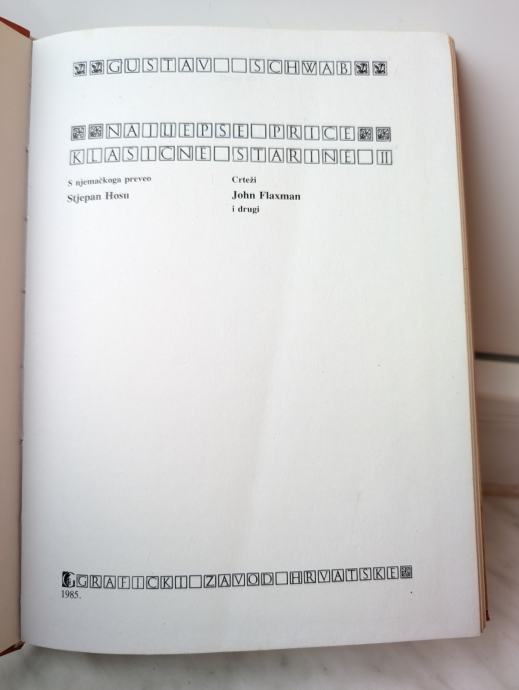 GUSTAV SCHWAB
NAJLJEPSE PRICE
KLASICNE STARINE II
S njemačkoga preveo
Stjepan Hosu
Crteži
John Flaxman
i drugi
GRAFICKI ZAVOD HRVATSKE
1985.